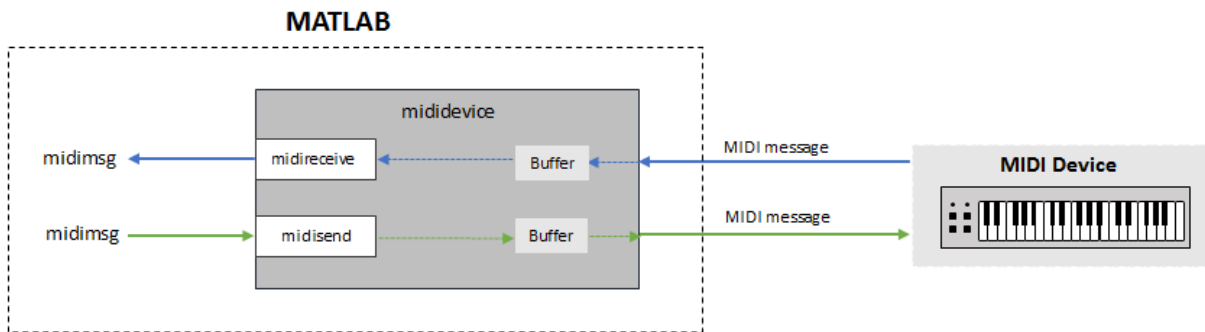 MATLAB
mididevice
midimsg
midireceive
Buffer
MIDI message
MIDI Device
midimsg
midisend
Buffer
MIDI message